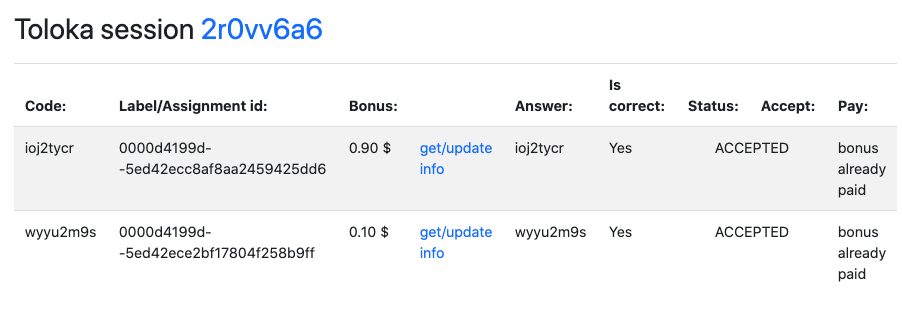 Toloka session 2r0vv6a6
Is
Code: Label/Assignment id: Bonus: Answer: correct: Status: Accept: Pay:
ioj2tycr 0000d4199d- 0.90 $ get/update ioj2tycr Yes ACCEPTED bonus
-5ed42ecc8af8aa2459425dd6 info already
paid
wyyu2m9s 0000d4199d- 0.10 $ get/update wyyu2m9s Yes ACCEPTED bonus
-5ed42ece2bf17804f258b9ff info already
paid